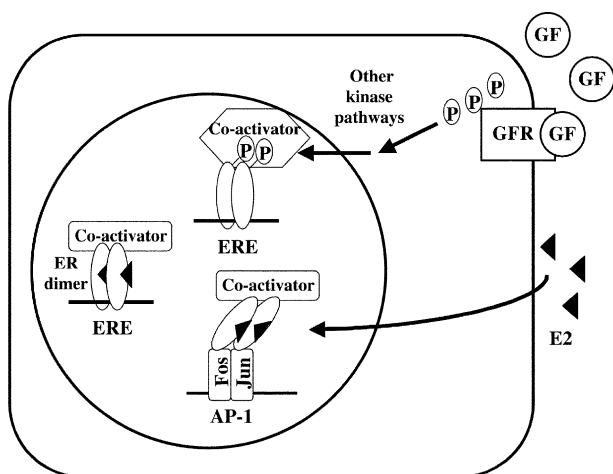 GF
GF
Other
kinase
pathways
P P P
GFR GF
Co-activator
P P
ERE
Co-activator
ER
dimer
ERE
Co-activator
Fos Jun
AP-1
E2